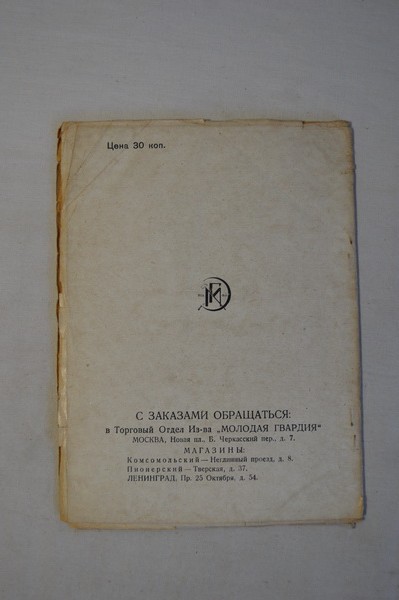 Цена 30 коп.
С ЗАКАЗАМИ ОБРАЩАТЬСЯ:
в Торговый Отдел Из-ва „МОЛОДАЯ ГВАРДИЯ“
МОСКВА, Новая пл., Б. Черкасский пер., д. 7.
МАГАЗИНЫ:
Комсомольский — Неглинный проезд, д. 8.
Пионерский — Тверская, д. 37.
ЛЕНИНГРАД, Пр. 25 Октября, д. 54.